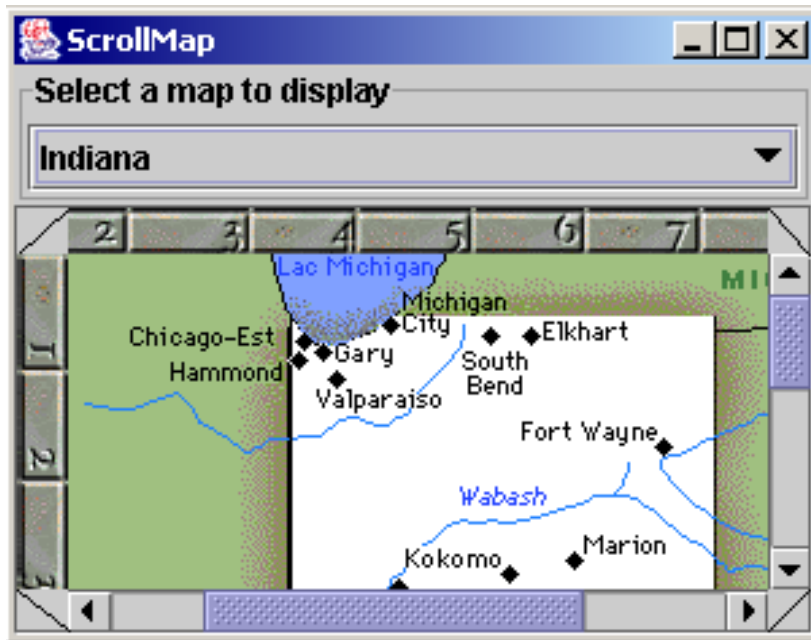 ScrollMap
Select a map to display
Indiana
2 3 4 5 6 7
1
2
3
Lac Michigan
MI
Michigan
City
Chicago-Est
Hammond
Gary
Valparaiso
South
Bend
Elkhart
Fort Wayne
Wabash
Kokomo
Marion